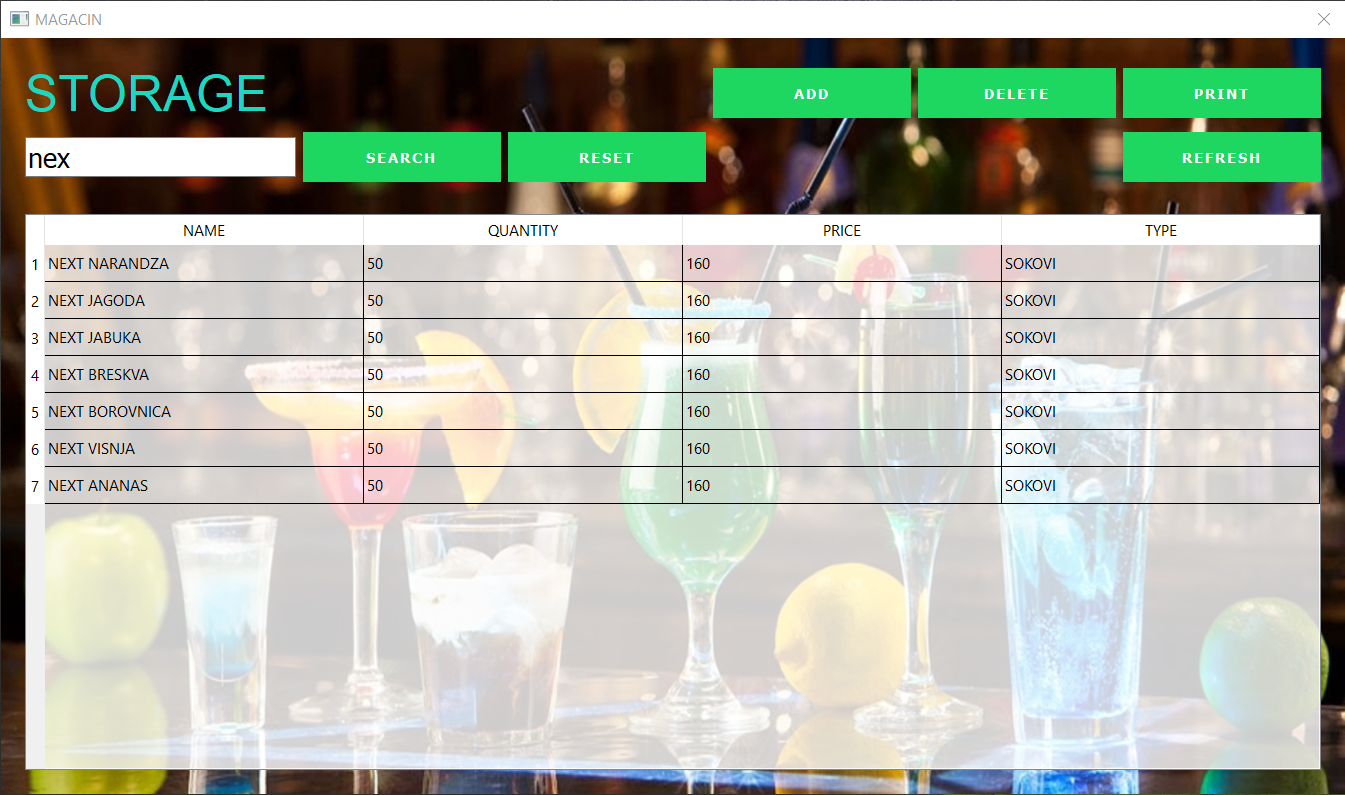 MAGACIN
STORAGE
ADD DELETE PRINT
nex SEARCH RESET REFRESH
NAME QUANTITY PRICE TYPE
1 NEXT NARANDZA 50 160 SOKOVI
2 NEXT JAGODA 50 160 SOKOVI
3 NEXT JABUKA 50 160 SOKOVI
4 NEXT BRESKVA 50 160 SOKOVI
5 NEXT BOROVNICA 50 160 SOKOVI
6 NEXT VISNJA 50 160 SOKOVI
7 NEXT ANANAS 50 160 SOKOVI